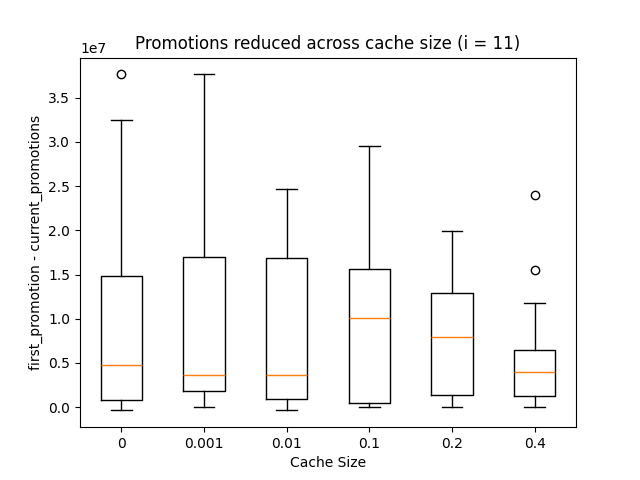 Promotions reduced across cache size (i = 11)
1e7
3.5
3.0
2.5
2.0
1.5
1.0
0.5
0.0
first_promotion - current_promotions
0 0.001 0.01 0.1 0.2 0.4
Cache Size